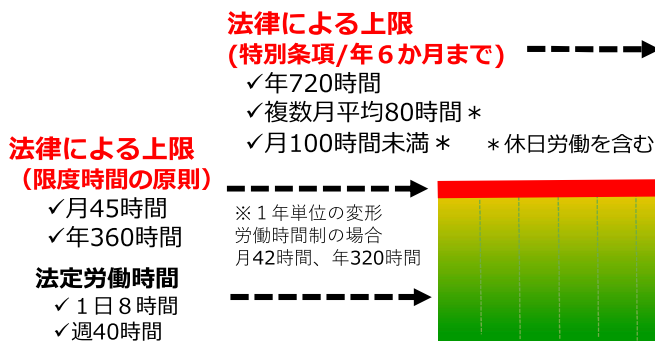 法律による上限
(特別条項/年６か月まで)
✓年720時間
✓複数月平均80時間＊
✓月100時間未満＊
＊休日労働を含む
法律による上限
（限度時間の原則）
✓月45時間
✓年360時間
※１年単位の変形
労働時間制の場合
月42時間、年320時間
法定労働時間
✓１日８時間
✓週40時間